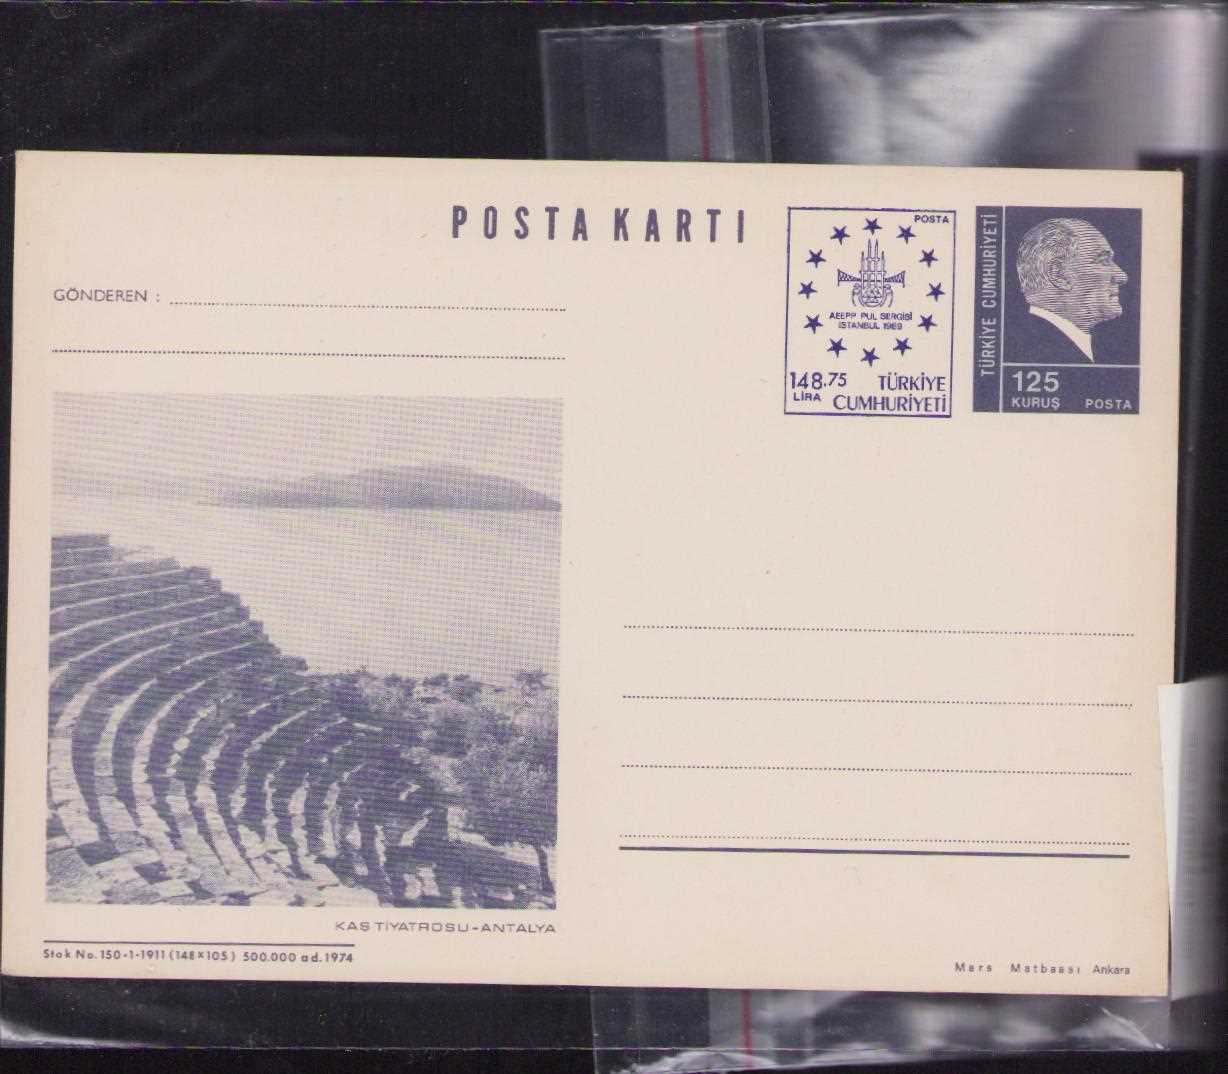 POSTA KARTI
GÖNDEREN :
POSTA
AEEPP PUL SERGİSİ
İSTANBUL 1989
148.75
LİRA
TÜRKİYE
CUMHURİYETİ
TÜRKİYE CUMHURİYETİ
125
KURUŞ POSTA
KAŞ TİYATROSU-ANTALYA
Stok No. 150-1-1911 (148x105) 500.000 ad. 1974
Mars Matbaası Ankara